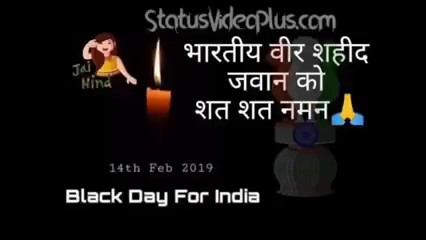 StatusVideoPlus.com
Jai Hind
भारतीय वीर शहीद
जवान को
शत शत नमन🙏
14th Feb 2019
Black Day For India